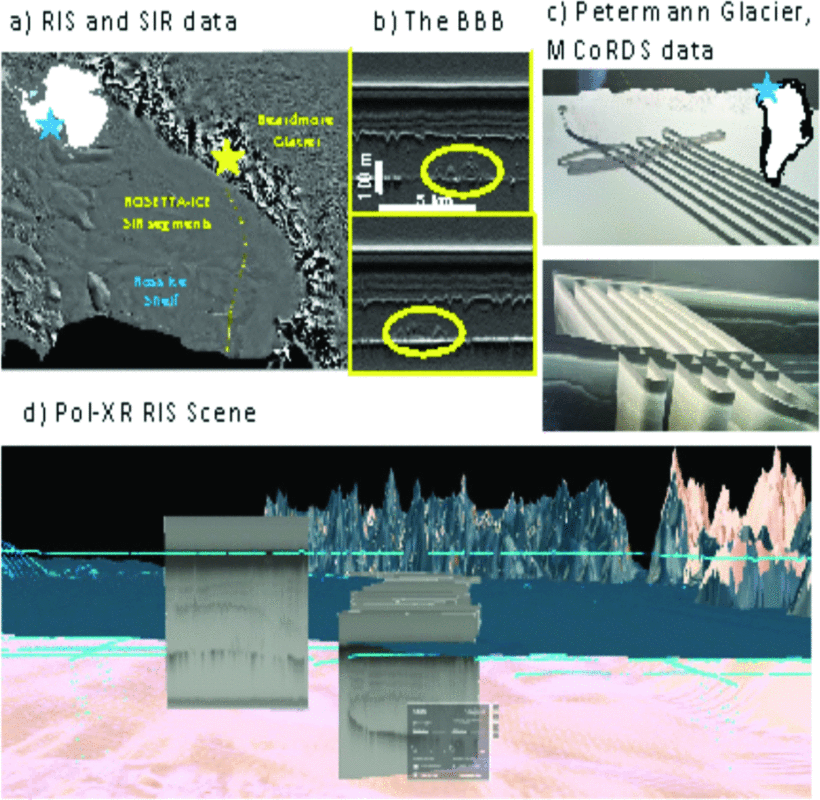 a) RIS and SIR data
b) The BBB
c) Petermann Glacier,
MCoRDS data
Beardmore
Glacier
ROSETTA-ICE
SIR segments
Ross Ice
Shelf
100 m
5 km
d) Pol-XR RIS Scene